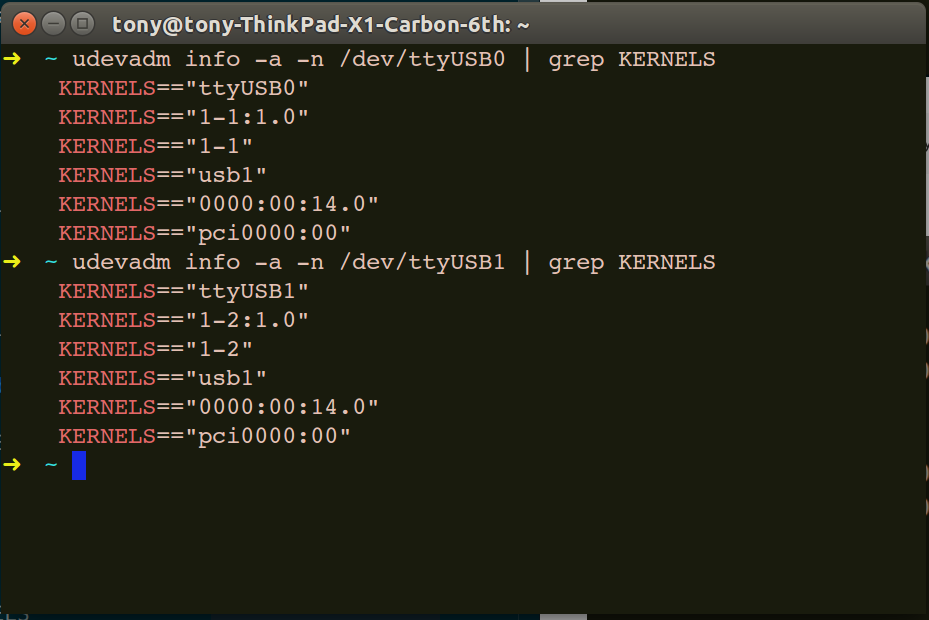 tony@tony-ThinkPad-X1-Carbon-6th: ~
➜ ~ udevadm info -a -n /dev/ttyUSB0 | grep KERNELS
KERNELS=="ttyUSB0"
KERNELS=="1-1:1.0"
KERNELS=="1-1"
KERNELS=="usb1"
KERNELS=="0000:00:14.0"
KERNELS=="pci0000:00"
➜ ~ udevadm info -a -n /dev/ttyUSB1 | grep KERNELS
KERNELS=="ttyUSB1"
KERNELS=="1-2:1.0"
KERNELS=="1-2"
KERNELS=="usb1"
KERNELS=="0000:00:14.0"
KERNELS=="pci0000:00"
➜ ~